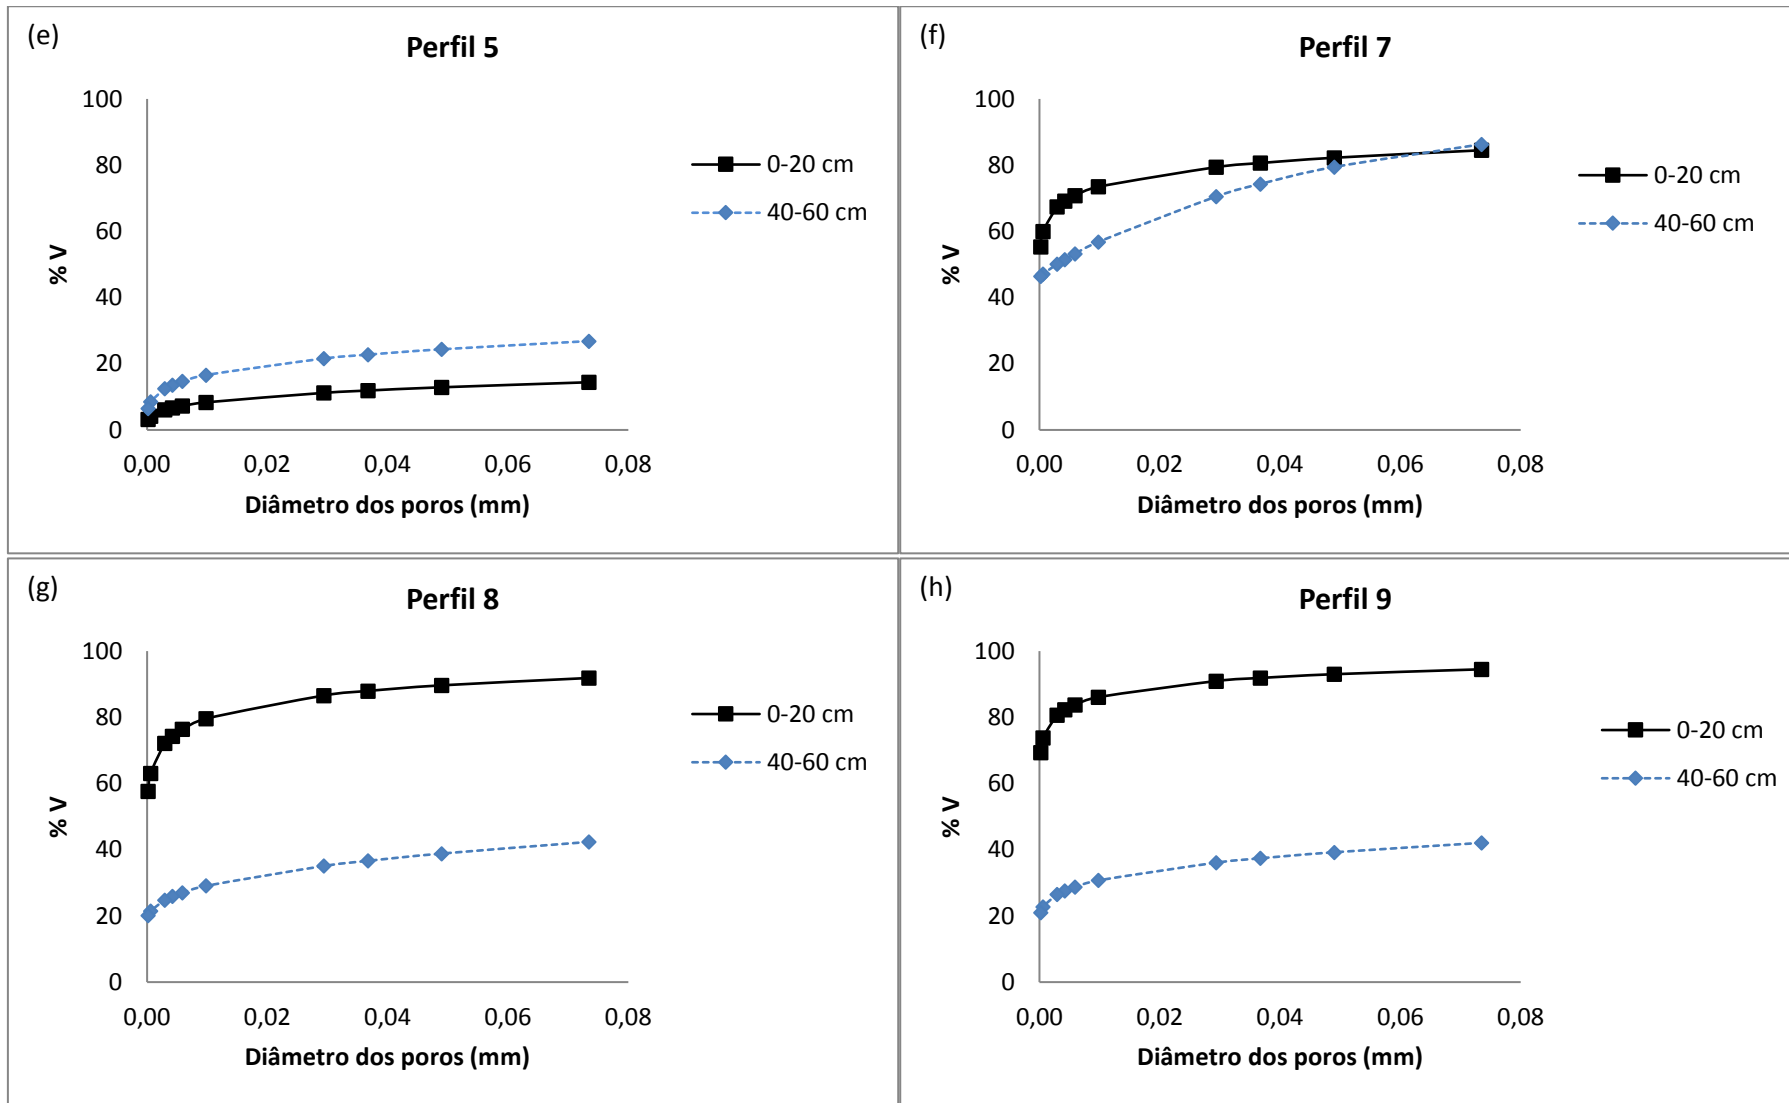 (e)
Perfil 5
% V
100
80
60
40
20
0
0,00 0,02 0,04 0,06 0,08
Diâmetro dos poros (mm)
0-20 cm
40-60 cm
(f)
Perfil 7
% V
100
80
60
40
20
0
0,00 0,02 0,04 0,06 0,08
Diâmetro dos poros (mm)
0-20 cm
40-60 cm
(g)
Perfil 8
% V
100
80
60
40
20
0
0,00 0,02 0,04 0,06 0,08
Diâmetro dos poros (mm)
0-20 cm
40-60 cm
(h)
Perfil 9
% V
100
80
60
40
20
0
0,00 0,02 0,04 0,06 0,08
Diâmetro dos poros (mm)
0-20 cm
40-60 cm